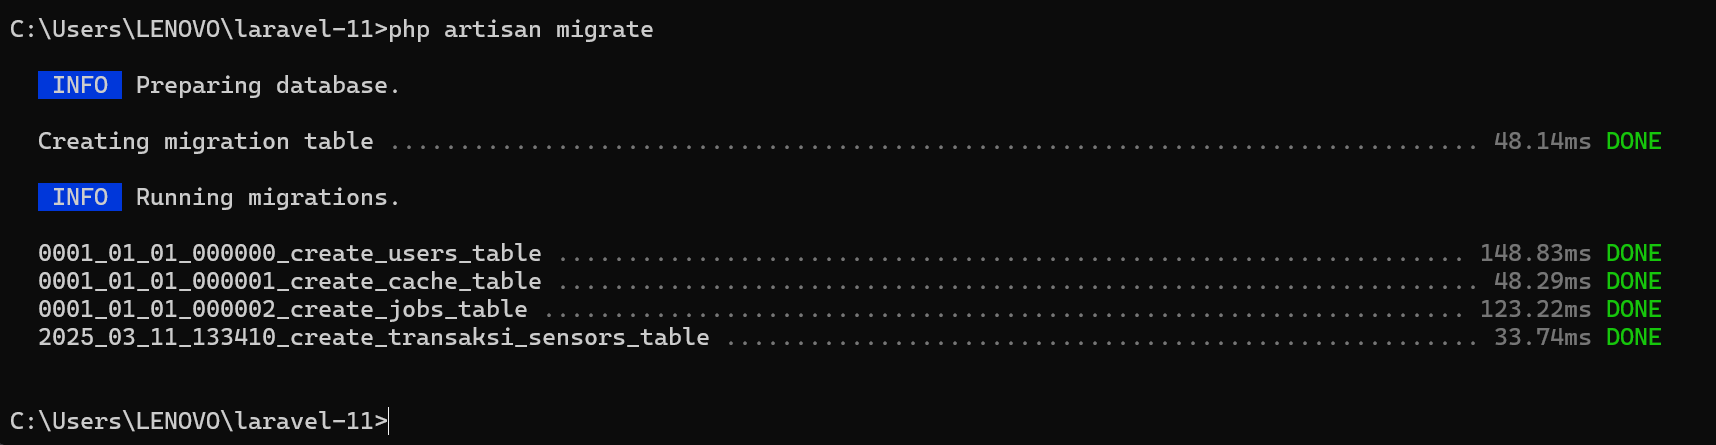 C:\Users\LENOVO\laravel-11>php artisan migrate
INFO Preparing database.
Creating migration table .............................................................................. 48.14ms DONE
INFO Running migrations.
0001_01_01_000000_create_users_table ................................................................. 148.83ms DONE
0001_01_01_000001_create_cache_table .................................................................. 48.29ms DONE
0001_01_01_000002_create_jobs_table .................................................................. 123.22ms DONE
2025_03_11_133410_create_transaksi_sensors_table ...................................................... 33.74ms DONE
C:\Users\LENOVO\laravel-11>